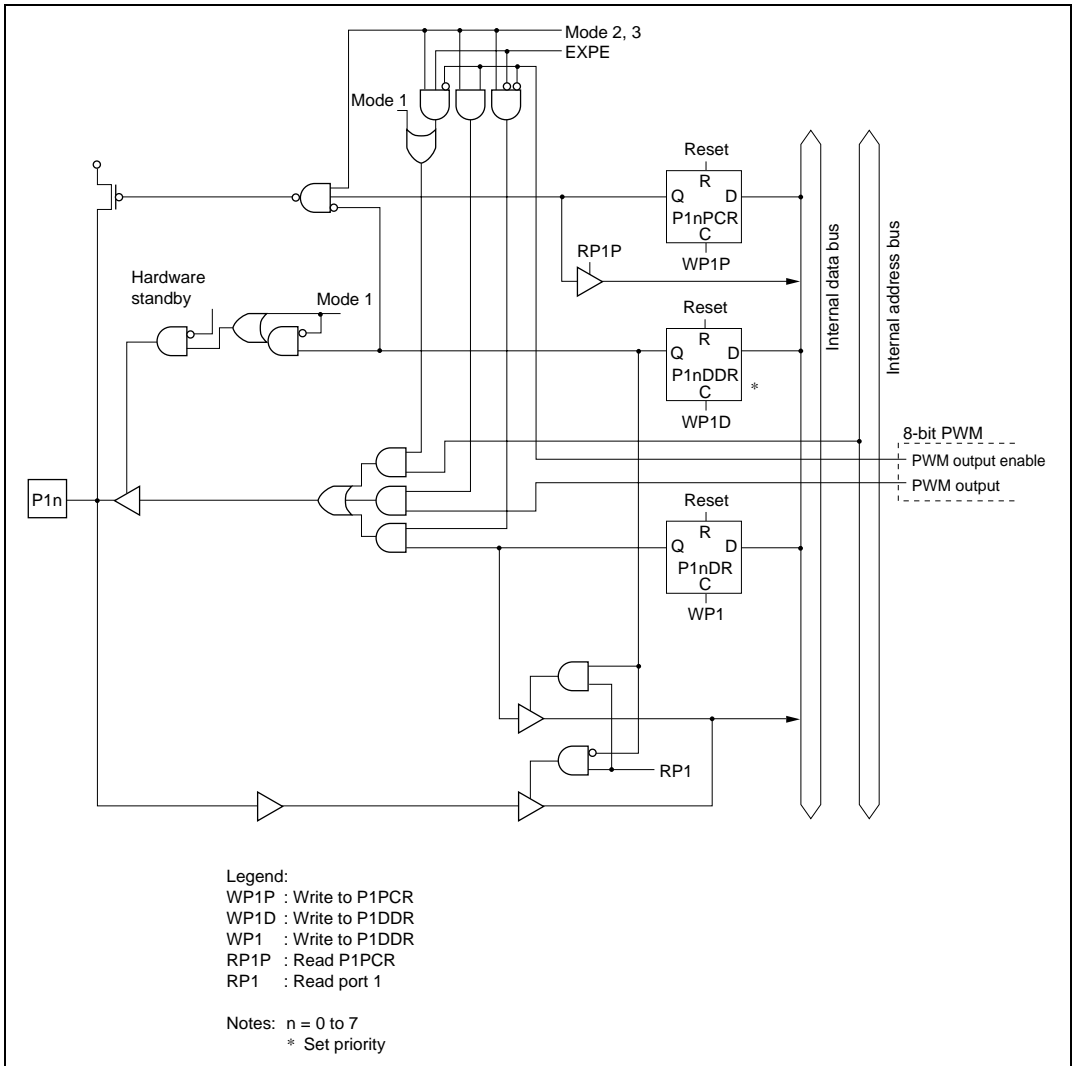 Mode 2, 3
EXPE
Mode 1
Reset
R
Q D
P1nPCR
C
WP1P
RP1P
Hardware
standby
Mode 1
Reset
R
Q D
P1nDDR
C
*
WP1D
Internal data bus
Internal address bus
8-bit PWM
PWM output enable
PWM output
P1n
Reset
R
Q D
P1nDR
C
WP1
RP1
Legend:
WP1P : Write to P1PCR
WP1D : Write to P1DDR
WP1 : Write to P1DDR
RP1P : Read P1PCR
RP1 : Read port 1
Notes: n = 0 to 7
* Set priority